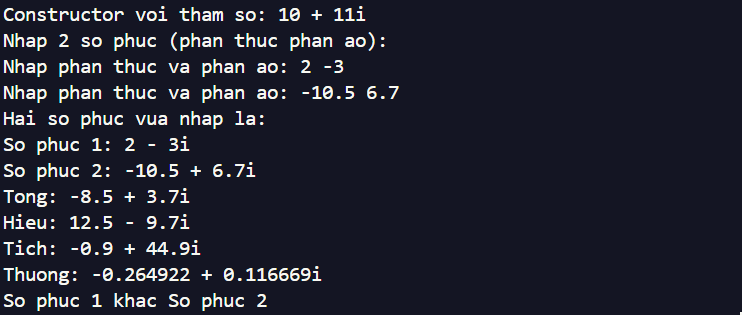 Constructor voi tham so: 10 + 11i
Nhap 2 so phuc (phan thuc phan ao):
Nhap phan thuc va phan ao: 2 -3
Nhap phan thuc va phan ao: -10.5 6.7
Hai so phuc vua nhap la:
So phuc 1: 2 - 3i
So phuc 2: -10.5 + 6.7i
Tong: -8.5 + 3.7i
Hieu: 12.5 - 9.7i
Tich: -0.9 + 44.9i
Thuong: -0.264922 + 0.116669i
So phuc 1 khac So phuc 2